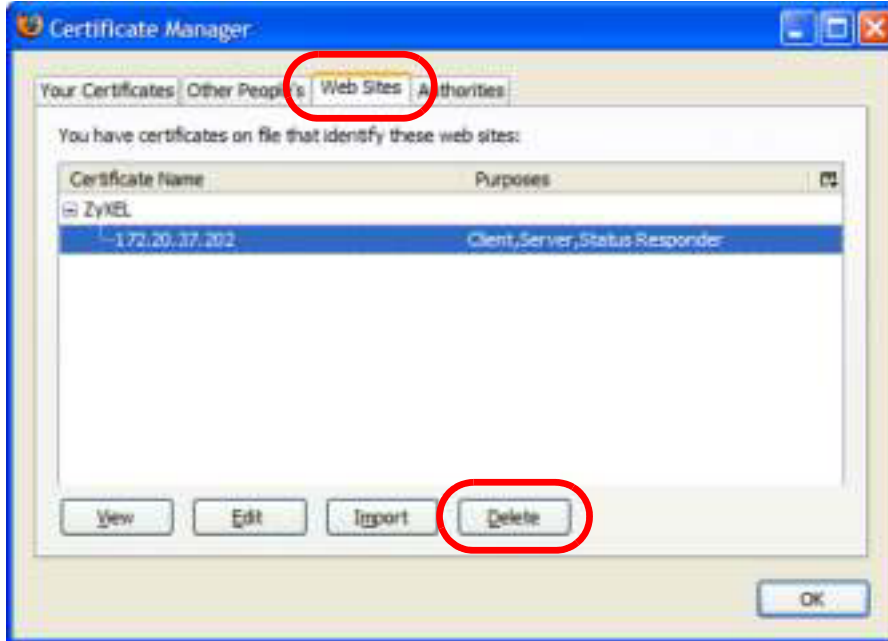 Certificate Manager
Your Certificates Other People's Web Sites Authorities
You have certificates on file that identify these web sites:
Certificate Name Purposes
ZyXEL
172.20.37.202 Client,Server,Status Responder
View Edit Import Delete
OK